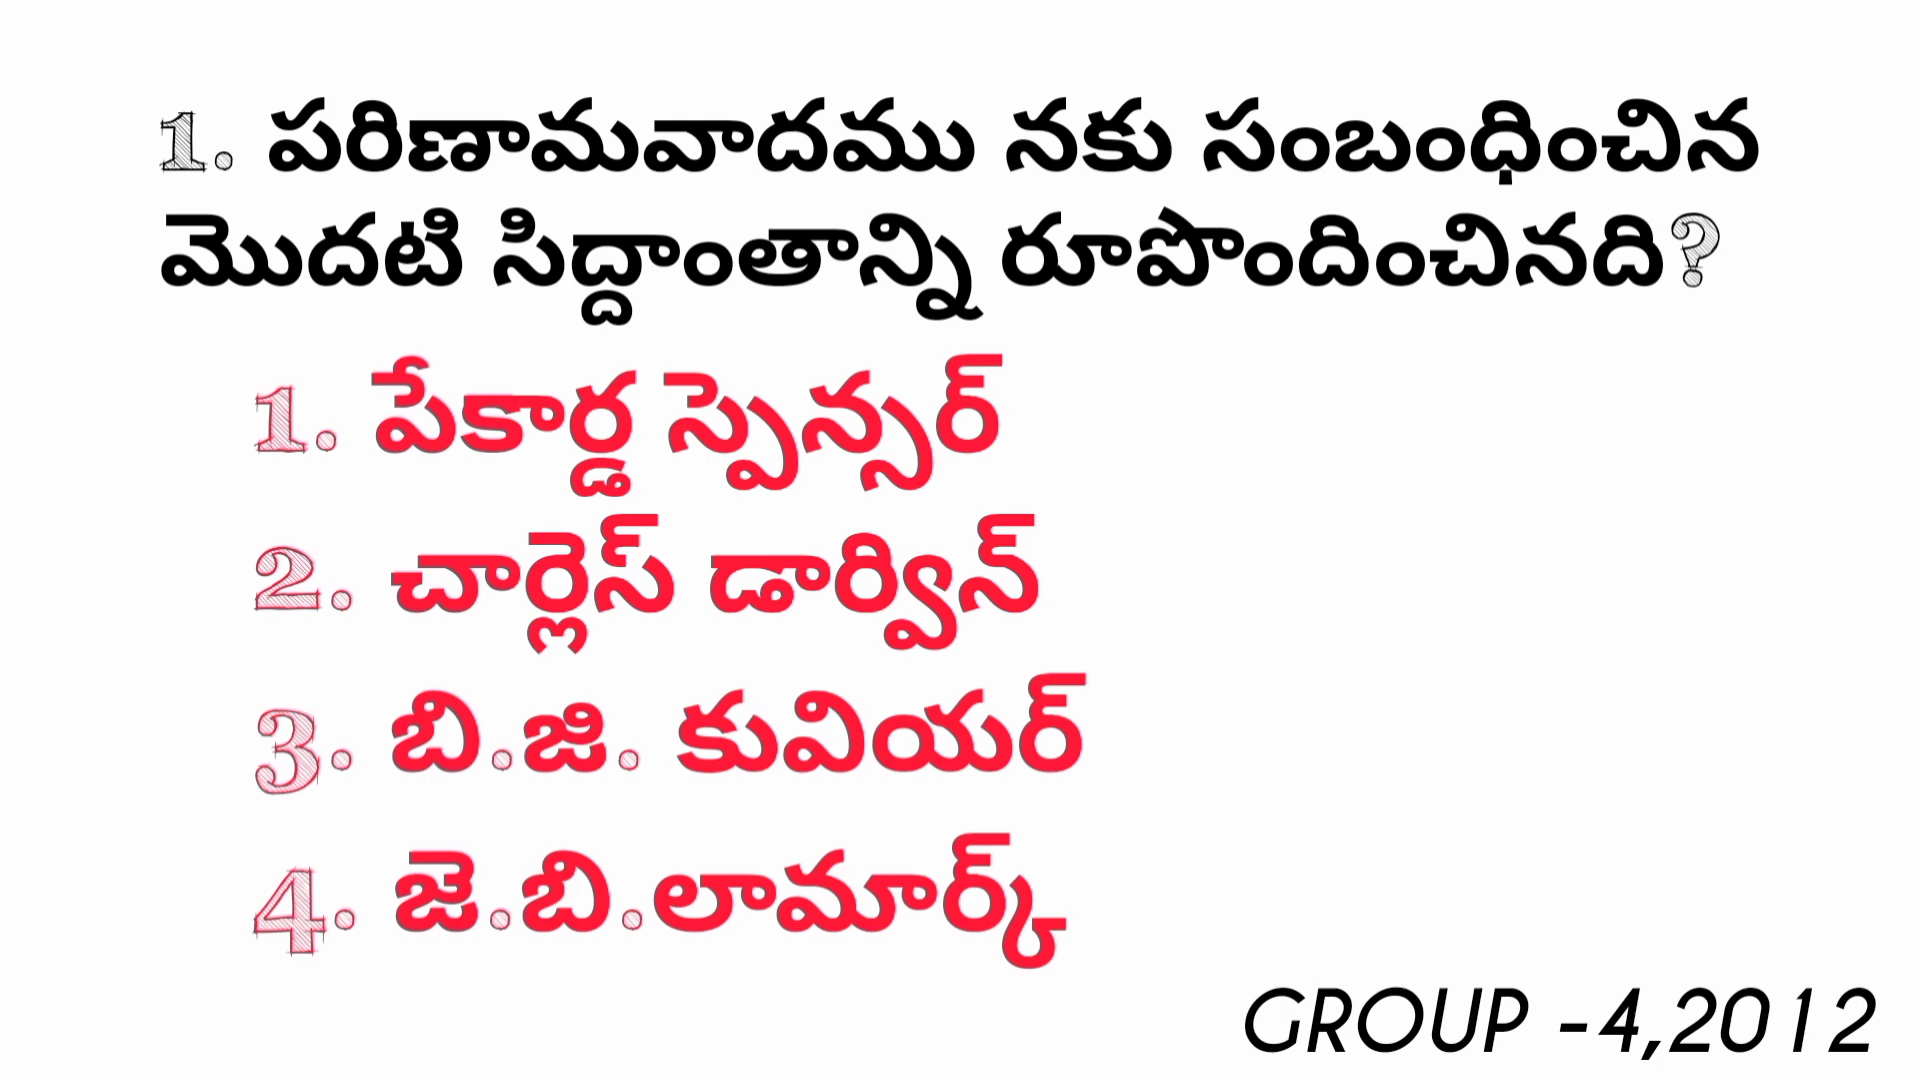 1. పరిణామవాదము నకు సంబంధించిన
మొదటి సిద్దాంతాన్ని రూపొందించినది?
1. పేకార్డ స్పెన్సర్
2. చార్లెస్ డార్విన్
3. బి.జి. కువియర్
4. జె.బి.లామార్క్
GROUP -4,2012